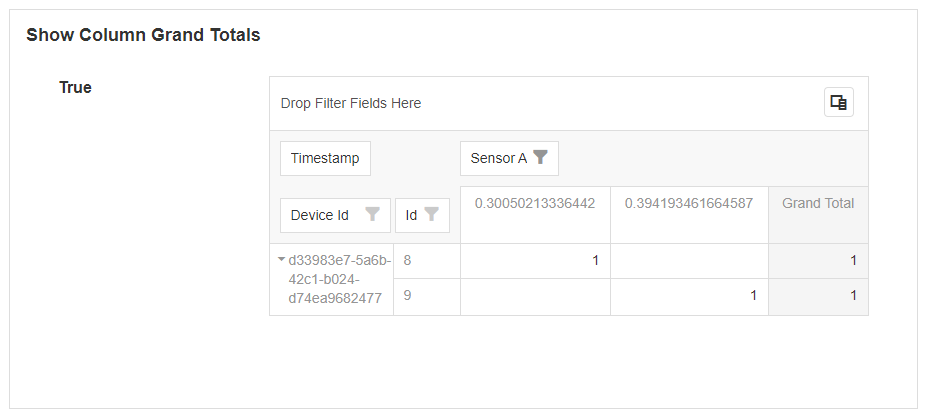 Show Column Grand Totals
True
Drop Filter Fields Here
Timestamp
Sensor A
Device Id
Id
0.30050213336442
0.394193461664587
Grand Total
d33983e7-5a6b-
42c1-b024-
d74ea9682477
8
1
1
9
1
1